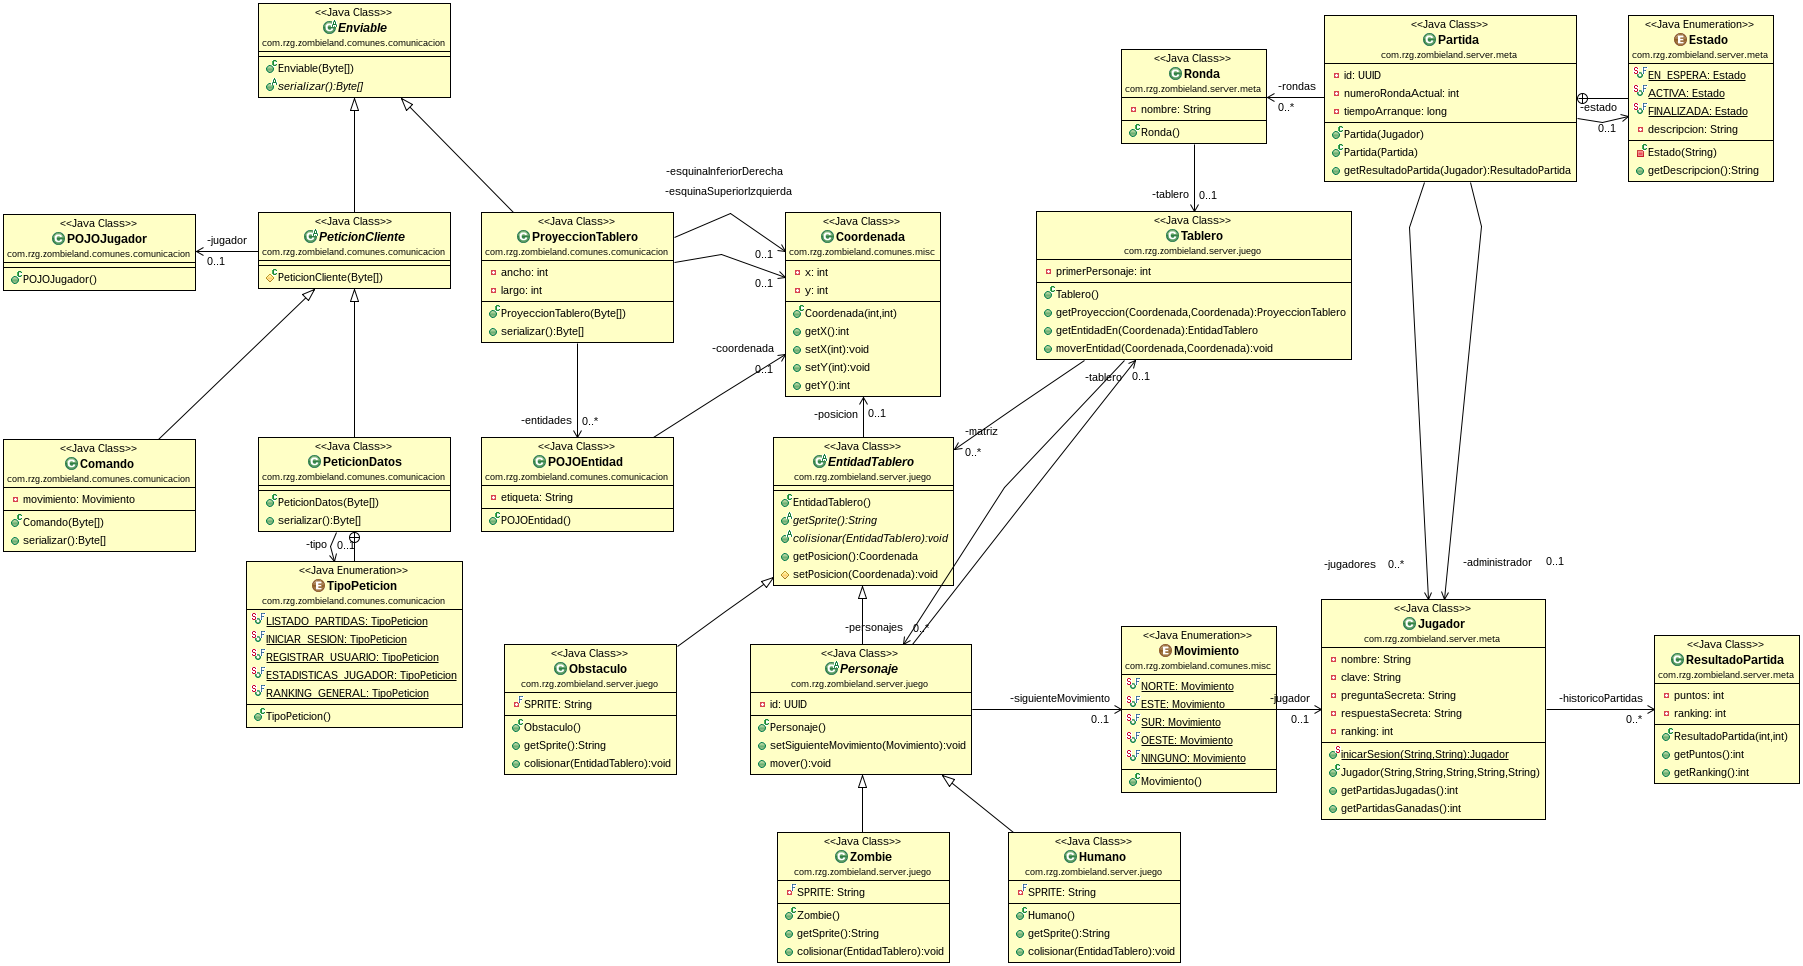 <<Java Class>>
Enviable
com.rzg.zombieland.comunes.comunicacion
Enviable(Byte[])
serializar():Byte[]
<<Java Class>>
POJOJugador
com.rzg.zombieland.comunes.comunicacion
POJOJugador()
-jugador
0..1
<<Java Class>>
PeticionCliente
com.rzg.zombieland.comunes.comunicacion
PeticionCliente(Byte[])
<<Java Class>>
ProyeccionTablero
com.rzg.zombieland.comunes.comunicacion
ancho: int
largo: int
ProyeccionTablero(Byte[])
serializar():Byte[]
-esquinaInferiorDerecha
-esquinaSuperiorIzquierda
0..1
0..1
<<Java Class>>
Coordenada
com.rzg.zombieland.comunes.misc
x: int
y: int
Coordenada(int,int)
getX():int
setX(int):void
setY(int):void
getY():int
-coordenada
0..1
-entidades
0..*
-posicion
0..1
<<Java Class>>
Comando
com.rzg.zombieland.comunes.comunicacion
movimiento: Movimiento
Comando(Byte[])
serializar():Byte[]
<<Java Class>>
PeticionDatos
com.rzg.zombieland.comunes.comunicacion
PeticionDatos(Byte[])
serializar():Byte[]
-tipo
0..1
<<Java Enumeration>>
TipoPeticion
com.rzg.zombieland.comunes.comunicacion
LISTADO_PARTIDAS: TipoPeticion
INICIAR_SESION: TipoPeticion
REGISTRAR_USUARIO: TipoPeticion
ESTADISTICAS_JUGADOR: TipoPeticion
RANKING_GENERAL: TipoPeticion
TipoPeticion()
<<Java Class>>
POJOEntidad
com.rzg.zombieland.comunes.comunicacion
etiqueta: String
POJOEntidad()
<<Java Class>>
EntidadTablero
com.rzg.zombieland.server.juego
EntidadTablero()
getSprite():String
colisionar(EntidadTablero):void
getPosicion():Coordenada
setPosicion(Coordenada):void
<<Java Class>>
Ronda
com.rzg.zombieland.server.meta
nombre: String
Ronda()
-rondas
0..*
<<Java Class>>
Partida
com.rzg.zombieland.server.meta
id: UUID
numeroRondaActual: int
tiempoArranque: long
Partida(Jugador)
Partida(Partida)
getResultadoPartida(Jugador):ResultadoPartida
-estado
0..1
<<Java Enumeration>>
Estado
com.rzg.zombieland.server.meta
EN_ESPERA: Estado
ACTIVA: Estado
FINALIZADA: Estado
descripcion: String
Estado(String)
getDescripcion():String
-tablero
0..1
<<Java Class>>
Tablero
com.rzg.zombieland.server.juego
primerPersonaje: int
Tablero()
getProyeccion(Coordenada,Coordenada):ProyeccionTablero
getEntidadEn(Coordenada):EntidadTablero
moverEntidad(Coordenada,Coordenada):void
-tablero
0..1
-matriz
0..*
-personajes
0..*
<<Java Class>>
Obstaculo
com.rzg.zombieland.server.juego
SPRITE: String
Obstaculo()
getSprite():String
colisionar(EntidadTablero):void
<<Java Class>>
Personaje
com.rzg.zombieland.server.juego
id: UUID
Personaje()
setSiguienteMovimiento(Movimiento):void
mover():void
-siguienteMovimiento
0..1
<<Java Enumeration>>
Movimiento
com.rzg.zombieland.comunes.misc
NORTE: Movimiento
ESTE: Movimiento
SUR: Movimiento
OESTE: Movimiento
NINGUNO: Movimiento
Movimiento()
-jugador
0..1
-jugadores
0..*
-administrador
0..1
<<Java Class>>
Jugador
com.rzg.zombieland.server.meta
nombre: String
clave: String
preguntaSecreta: String
respuestaSecreta: String
ranking: int
inicarSesion(String,String):Jugador
Jugador(String,String,String,String,String)
getPartidasJugadas():int
getPartidasGanadas():int
-historicoPartidas
0..*
<<Java Class>>
ResultadoPartida
com.rzg.zombieland.server.meta
puntos: int
ranking: int
ResultadoPartida(int,int)
getPuntos():int
getRanking():int
<<Java Class>>
Zombie
com.rzg.zombieland.server.juego
SPRITE: String
Zombie()
getSprite():String
colisionar(EntidadTablero):void
<<Java Class>>
Humano
com.rzg.zombieland.server.juego
SPRITE: String
Humano()
getSprite():String
colisionar(EntidadTablero):void